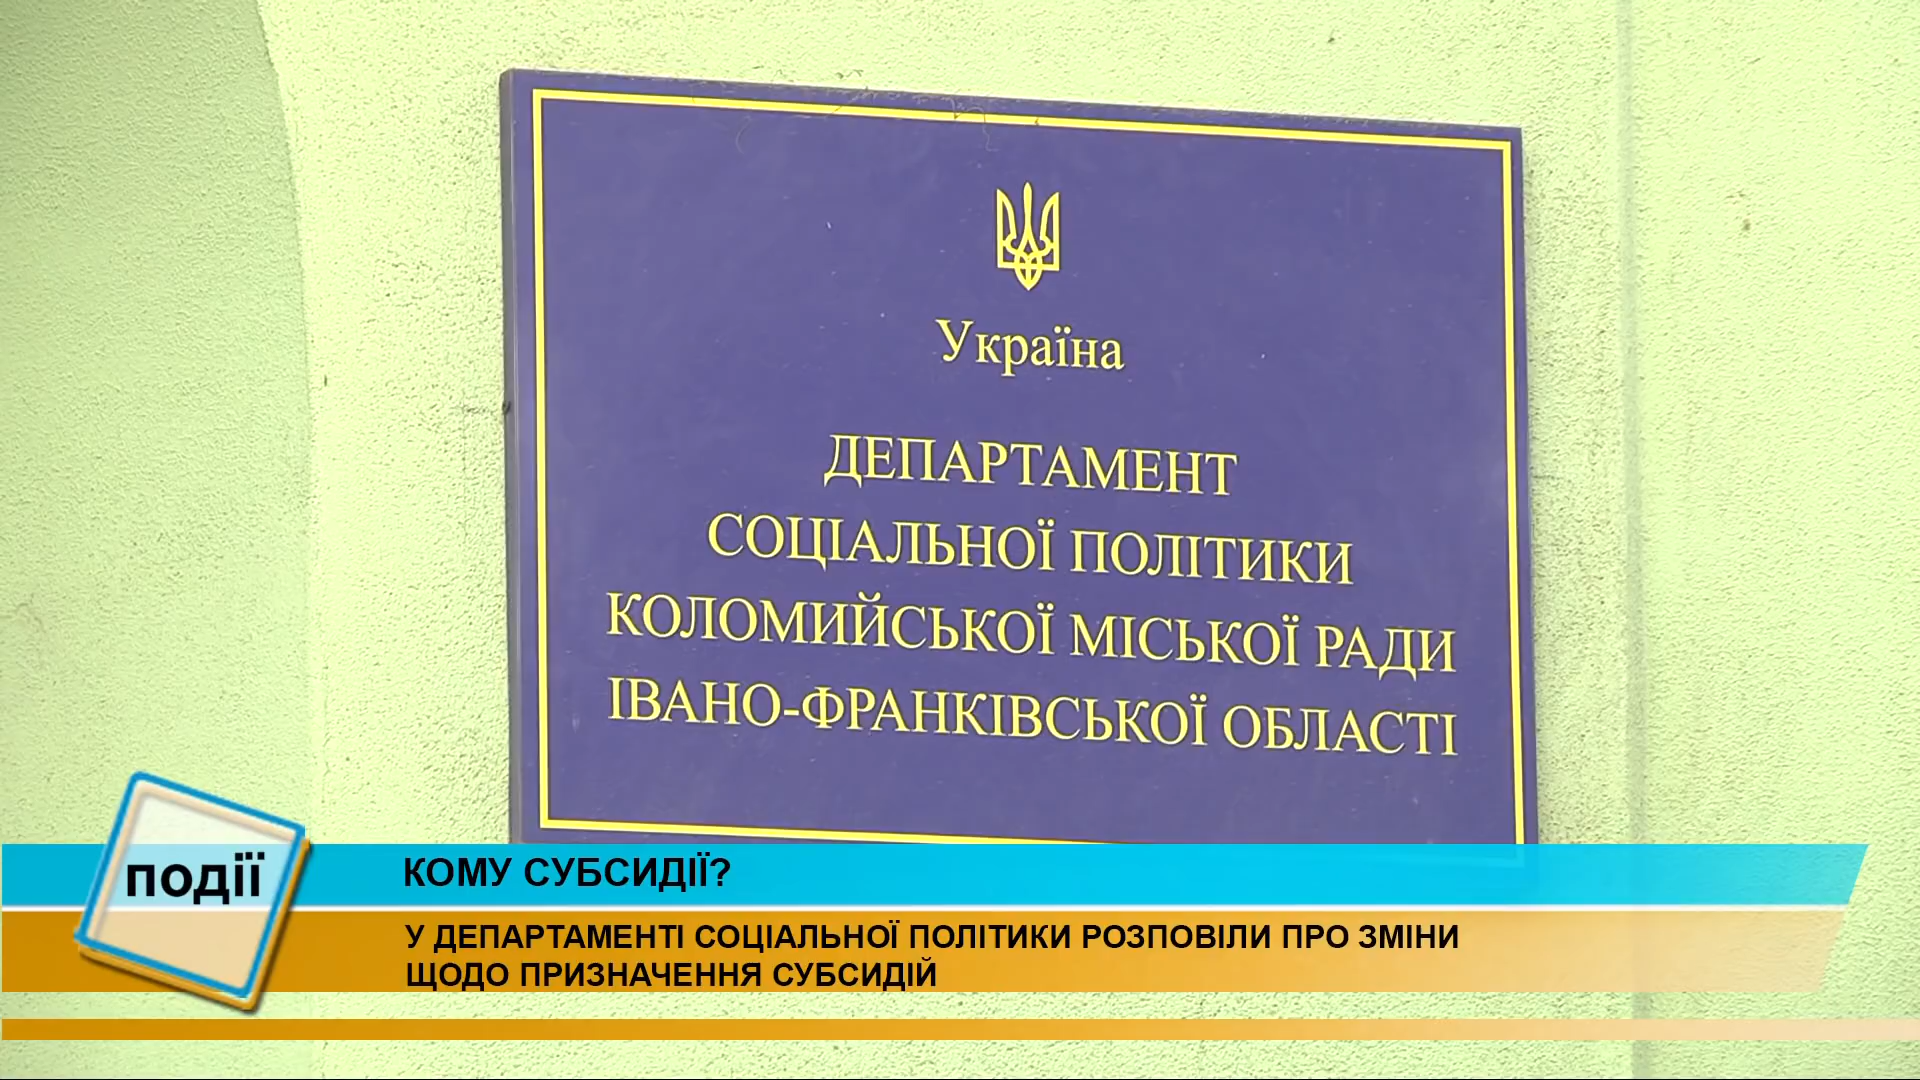 Україна
ДЕПАРТАМЕНТ
СОЦІАЛЬНОЇ ПОЛІТИКИ
КОЛОМИЙСЬКОЇ МІСЬКОЇ РАДИ
ІВАНО-ФРАНКІВСЬКОЇ ОБЛАСТІ
події
КОМУ СУБСИДІЇ?
У ДЕПАРТАМЕНТІ СОЦІАЛЬНОЇ ПОЛІТИКИ РОЗПОВІЛИ ПРО ЗМІНИ
ЩОДО ПРИЗНАЧЕННЯ СУБСИДІЙ